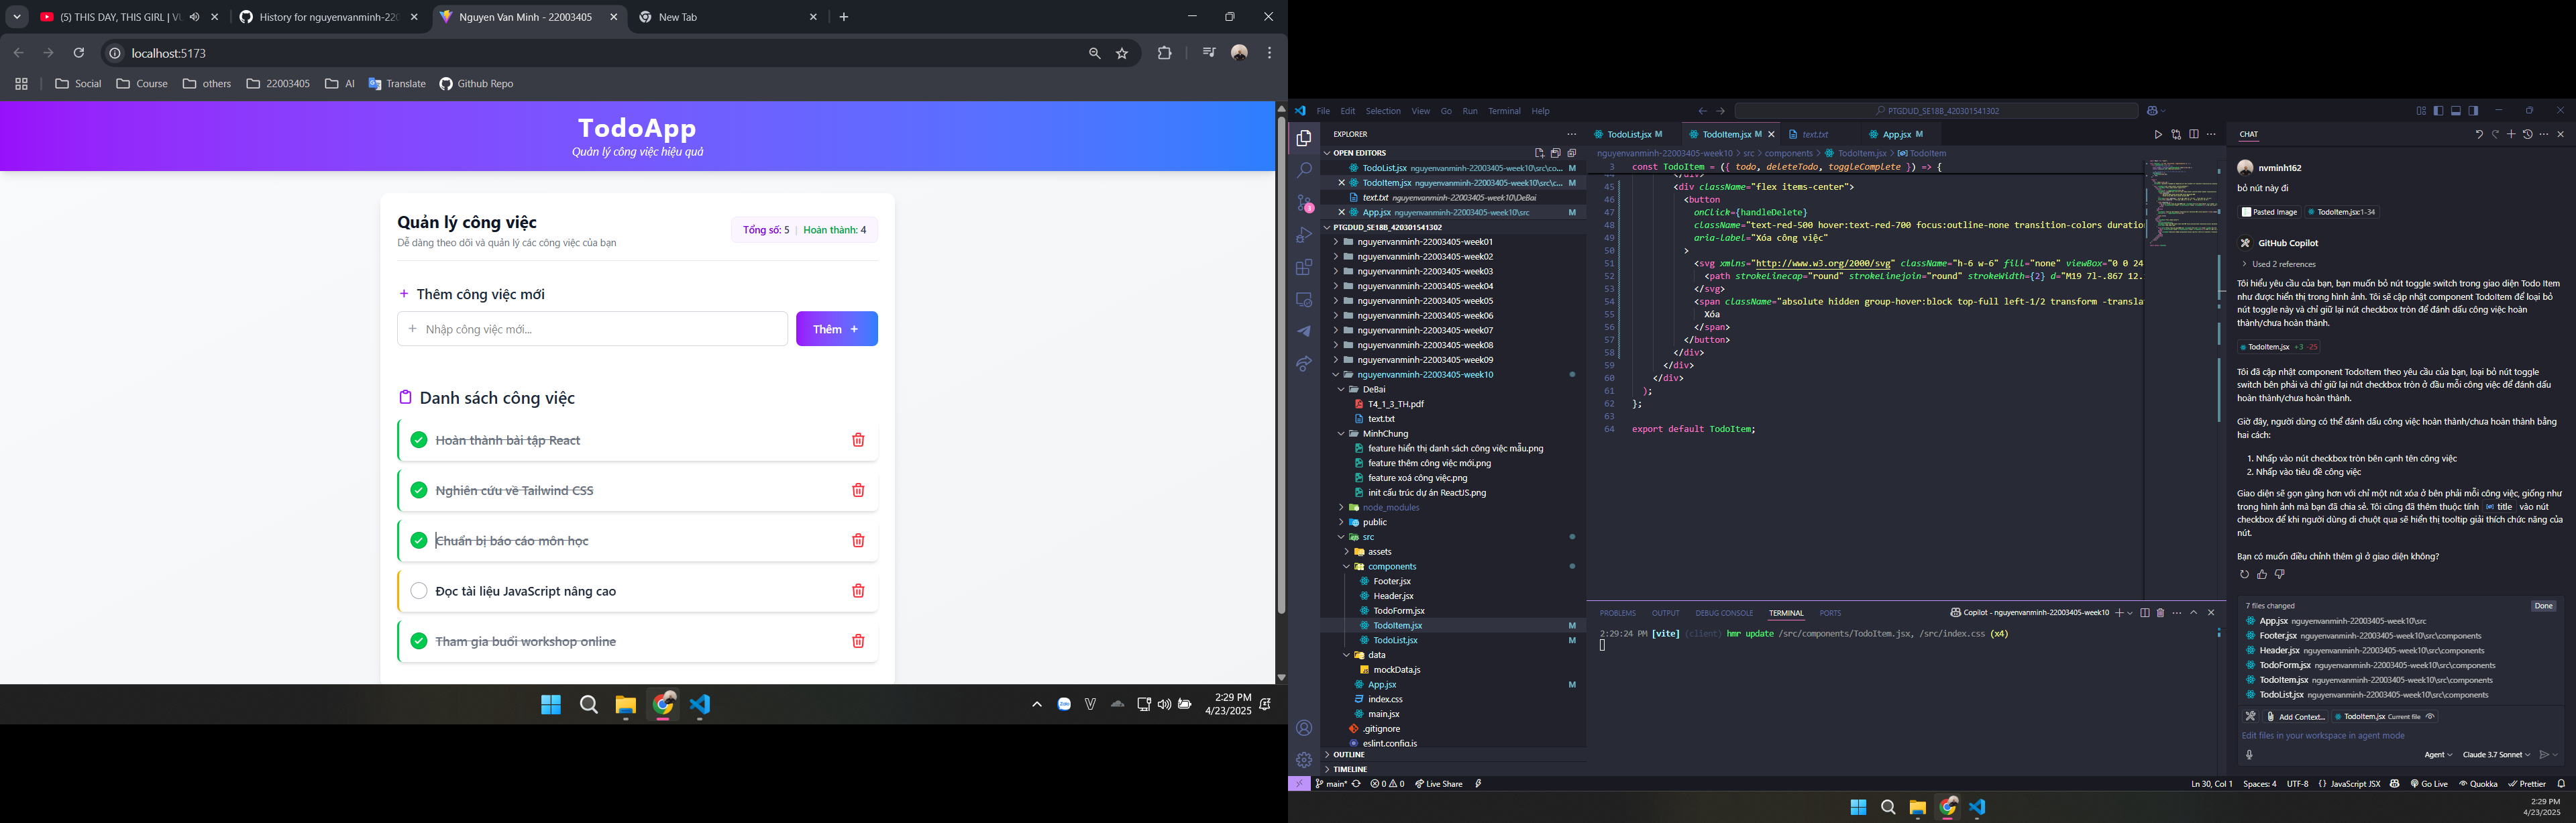 (5) THIS DAY, THIS GIRL | VU
History for nguyenvanminh-220
Nguyen Van Minh - 22003405
New Tab
localhost:5173
Social
Course
others
22003405
AI
Translate
Github Repo
TodoApp
Quản lý công việc hiệu quả
Quản lý công việc
Dễ dàng theo dõi và quản lý các công việc của bạn
Tổng số: 5 | Hoàn thành: 4
+ Thêm công việc mới
+ Nhập công việc mới...
Thêm +
Danh sách công việc
Hoàn thành bài tập React
Nghiên cứu về Tailwind CSS
Chuẩn bị báo cáo môn học
Đọc tài liệu JavaScript nâng cao
Tham gia buổi workshop online
2:29 PM
4/23/2025
File Edit Selection View Go Run Terminal Help
PTGDUD_SE18B_420301541302
EXPLORER
OPEN EDITORS
TodoList.jsx nguyenvanminh-22003405-week10\src\co... M
TodoItem.jsx nguyenvanminh-22003405-week10\src\c... M
text.txt nguyenvanminh-22003405-week10\DeBai
App.jsx nguyenvanminh-22003405-week10\src M
PTGDUD_SE18B_420301541302
nguyenvanminh-22003405-week01
nguyenvanminh-22003405-week02
nguyenvanminh-22003405-week03
nguyenvanminh-22003405-week04
nguyenvanminh-22003405-week05
nguyenvanminh-22003405-week06
nguyenvanminh-22003405-week07
nguyenvanminh-22003405-week08
nguyenvanminh-22003405-week09
nguyenvanminh-22003405-week10
DeBai
T4_1_3_TH.pdf
text.txt
MinhChung
feature hiển thị danh sách công việc mẫu.png
feature thêm công việc mới.png
feature xoá công việc.png
init cấu trúc dự án ReactJS.png
node_modules
public
src
assets
components
Footer.jsx
Header.jsx
TodoForm.jsx
TodoItem.jsx M
TodoList.jsx M
data
mockData.js
App.jsx M
index.css
main.jsx
.gitignore
eslint.config.js
OUTLINE
TIMELINE
TodoList.jsx M
TodoItem.jsx M
text.txt
App.jsx M
nguyenvanminh-22003405-week10 > src > components > TodoItem.jsx > TodoItem
3 const TodoItem = ({ todo, deleteTodo, toggleComplete }) => {
44 </div>
45 <div className="flex items-center">
46 <button
47 onClick={handleDelete}
48 className="text-red-500 hover:text-red-700 focus:outline-none transition-colors duration
49 aria-label="Xóa công việc"
50 >
51 <svg xmlns="http://www.w3.org/2000/svg" className="h-6 w-6" fill="none" viewBox="0 0 24
52 <path strokeLinecap="round" strokeLinejoin="round" strokeWidth={2} d="M19 7l-.867 12.
53 </svg>
54 <span className="absolute hidden group-hover:block top-full left-1/2 transform -translat
55 Xóa
56 </span>
57 </button>
58 </div>
59 </div>
60 </div>
61 );
62 };
63
64 export default TodoItem;
PROBLEMS OUTPUT DEBUG CONSOLE TERMINAL PORTS
Copilot - nguyenvanminh-22003405-week10
2:29:24 PM [vite] (client) hmr update /src/components/TodoItem.jsx, /src/index.css (x4)
CHAT
nvminh162
bỏ nút này đi
Pasted Image
TodoItem.jsx:1-34
GitHub Copilot
Used 2 references
Tôi hiểu yêu cầu của bạn, bạn muốn bỏ nút toggle switch trong giao diện Todo Item
như được hiển thị trong hình ảnh. Tôi sẽ cập nhật component TodoItem để loại bỏ
nút toggle này và chỉ giữ lại nút checkbox tròn để đánh dấu công việc hoàn
thành/chưa hoàn thành.
TodoItem.jsx +3 -25
Tôi đã cập nhật component TodoItem theo yêu cầu của bạn, loại bỏ nút toggle
switch bên phải và chỉ giữ lại nút checkbox tròn ở đầu mỗi công việc để đánh dấu
hoàn thành/chưa hoàn thành.
Giờ đây, người dùng có thể đánh dấu công việc hoàn thành/chưa hoàn thành bằng
hai cách:
1. Nhấp vào nút checkbox tròn bên cạnh tên công việc
2. Nhấp vào tiêu đề công việc
Giao diện sẽ gọn gàng hơn với chỉ một nút xóa ở bên phải mỗi công việc, giống như
trong hình ảnh mà bạn đã chia sẻ. Tôi cũng đã thêm thuộc tính title vào nút
checkbox để khi người dùng di chuột qua sẽ hiển thị tooltip giải thích chức năng của
nút.
Bạn có muốn điều chỉnh thêm gì ở giao diện không?
7 files changed
Done
App.jsx nguyenvanminh-22003405-week10\src
Footer.jsx nguyenvanminh-22003405-week10\src\components
Header.jsx nguyenvanminh-22003405-week10\src\components
TodoForm.jsx nguyenvanminh-22003405-week10\src\components
TodoItem.jsx nguyenvanminh-22003405-week10\src\components
TodoList.jsx nguyenvanminh-22003405-week10\src\components
Add Context...
TodoItem.jsx Current file
Edit files in your workspace in agent mode
Agent
Claude 3.7 Sonnet
main*
0 0
Live Share
Ln 30, Col 1
Spaces: 4
UTF-8
{ } JavaScript JSX
Go Live
Quokka
Prettier
2:29 PM
4/23/2025